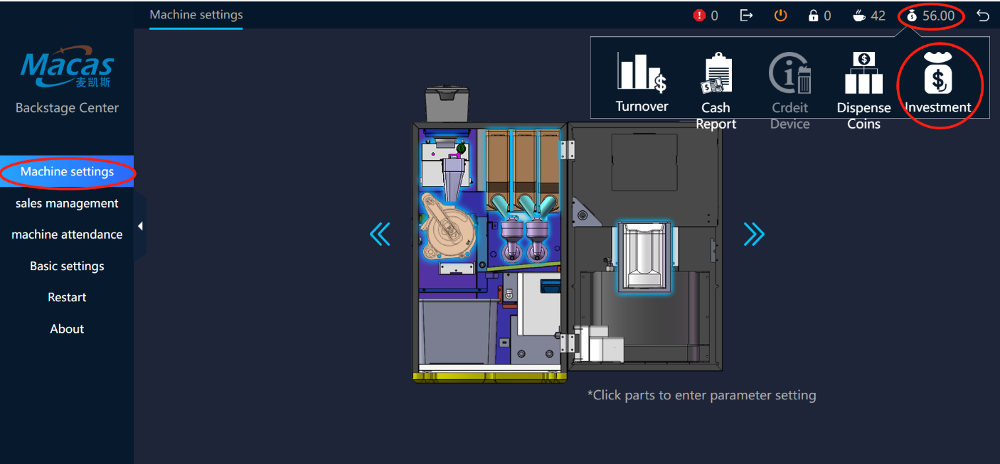 Machine settings
0
0
42
56.00
Macas
麦凯斯
Backstage Center
Turnover
Cash
Report
Crdeit
Device
Dispense
Coins
Investment
Machine settings
sales management
machine attendance
Basic settings
Restart
About
*Click parts to enter parameter setting